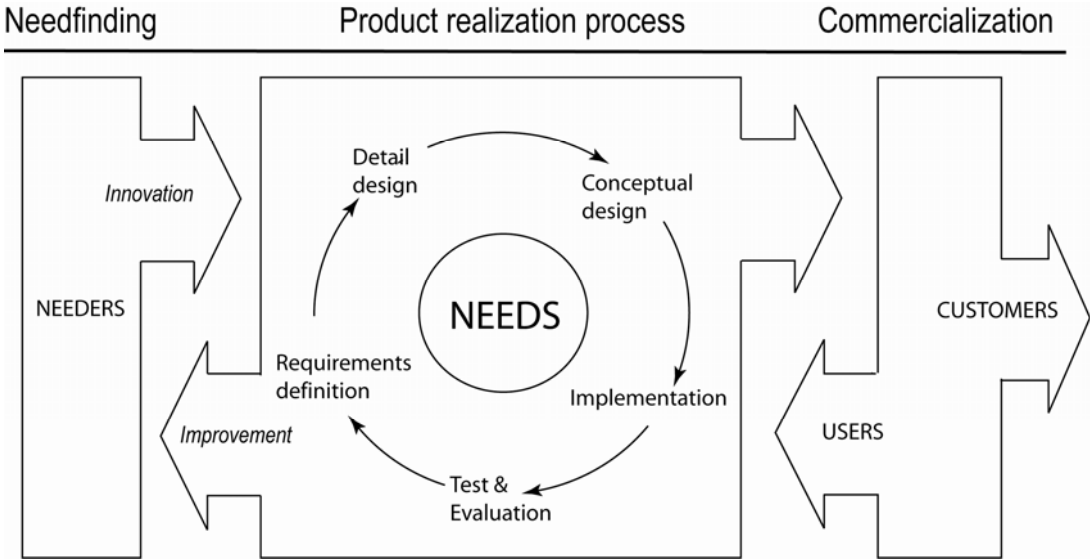 Needfinding
Product realization process
Commercialization
Detail
design
Conceptual
design
Innovation
NEEDERS
NEEDS
CUSTOMERS
Requirements
definition
Implementation
Improvement
USERS
Test &
Evaluation